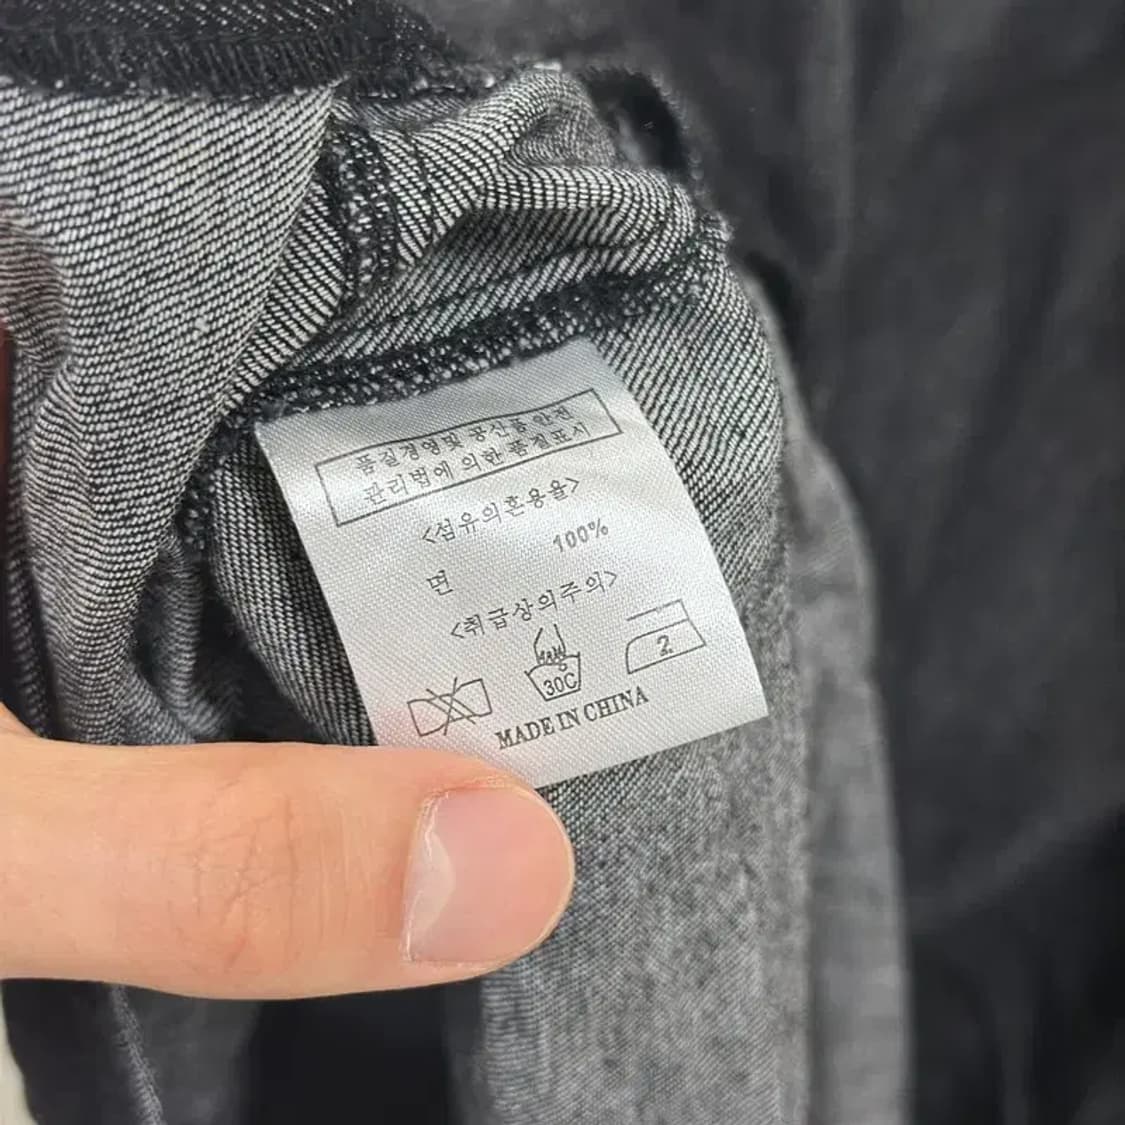 품질경영및 공산품 안전
관리법에 의한 품질표시
<섬유의혼용율>
100%
면
<취급상의주의>
2
30C
MADE IN CHINA